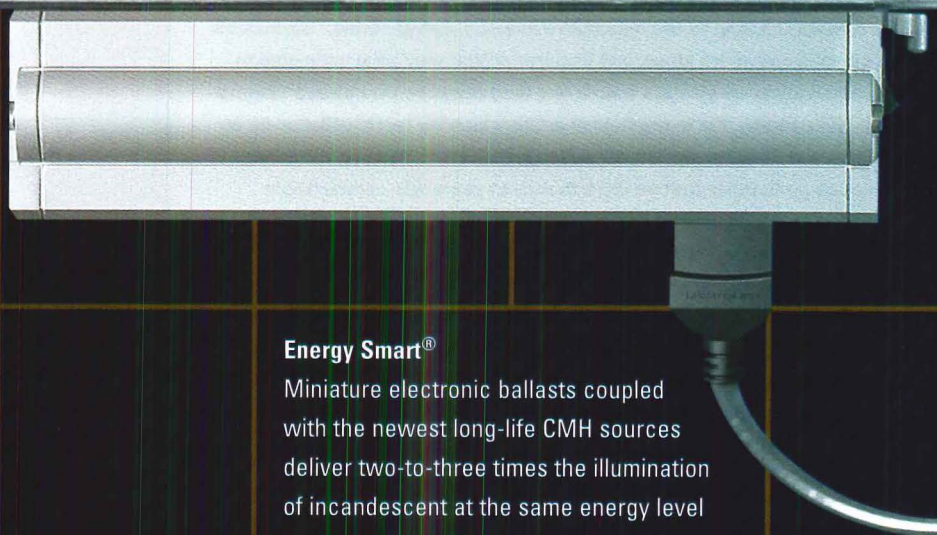 Energy Smart®
Miniature electronic ballasts coupled
with the newest long-life CMH sources
deliver two-to-three times the illumination
of incandescent at the same energy level